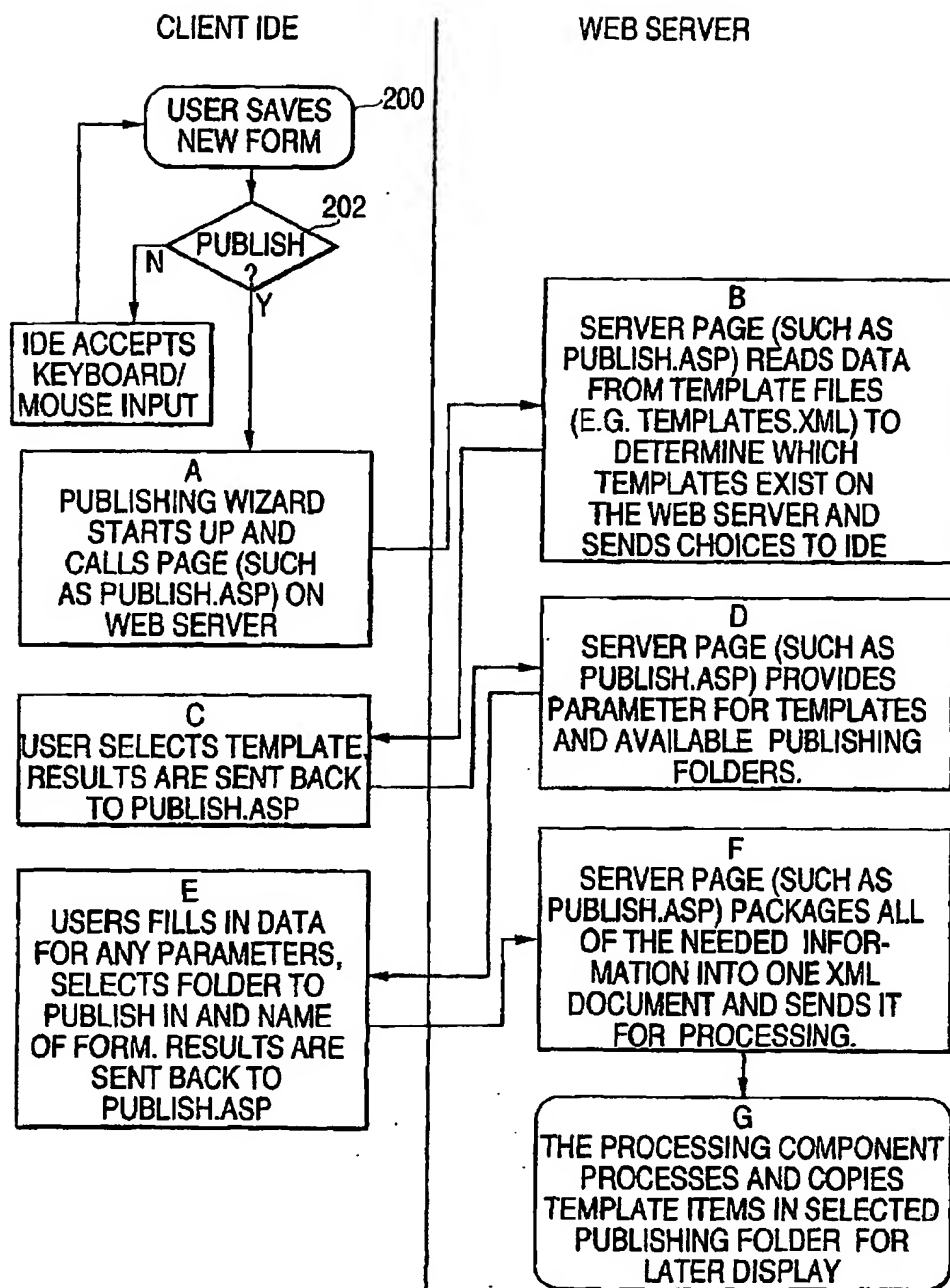 CLIENT IDE
WEB SERVER
USER SAVES
NEW FORM
200
202
PUBLISH
?
N
Y
IDE ACCEPTS
KEYBOARD/
MOUSE INPUT
A
PUBLISHING WIZARD
STARTS UP AND
CALLS PAGE (SUCH
AS PUBLISH.ASP) ON
WEB SERVER
B
SERVER PAGE (SUCH AS
PUBLISH.ASP) READS DATA
FROM TEMPLATE FILES
(E.G. TEMPLATES.XML) TO
DETERMINE WHICH
TEMPLATES EXIST ON
THE WEB SERVER AND
SENDS CHOICES TO IDE
C
USER SELECTS TEMPLATE.
RESULTS ARE SENT BACK
TO PUBLISH.ASP
D
SERVER PAGE (SUCH AS
PUBLISH.ASP) PROVIDES
PARAMETER FOR TEMPLATES
AND AVAILABLE PUBLISHING
FOLDERS.
E
USERS FILLS IN DATA
FOR ANY PARAMETERS,
SELECTS FOLDER TO
PUBLISH IN AND NAME
OF FORM. RESULTS ARE
SENT BACK TO
PUBLISH.ASP
F
SERVER PAGE (SUCH AS
PUBLISH.ASP) PACKAGES ALL
OF THE NEEDED INFOR-
MATION INTO ONE XML
DOCUMENT AND SENDS IT
FOR PROCESSING.
G
THE PROCESSING COMPONENT
PROCESSES AND COPIES
TEMPLATE ITEMS IN SELECTED
PUBLISHING FOLDER FOR
LATER DISPLAY